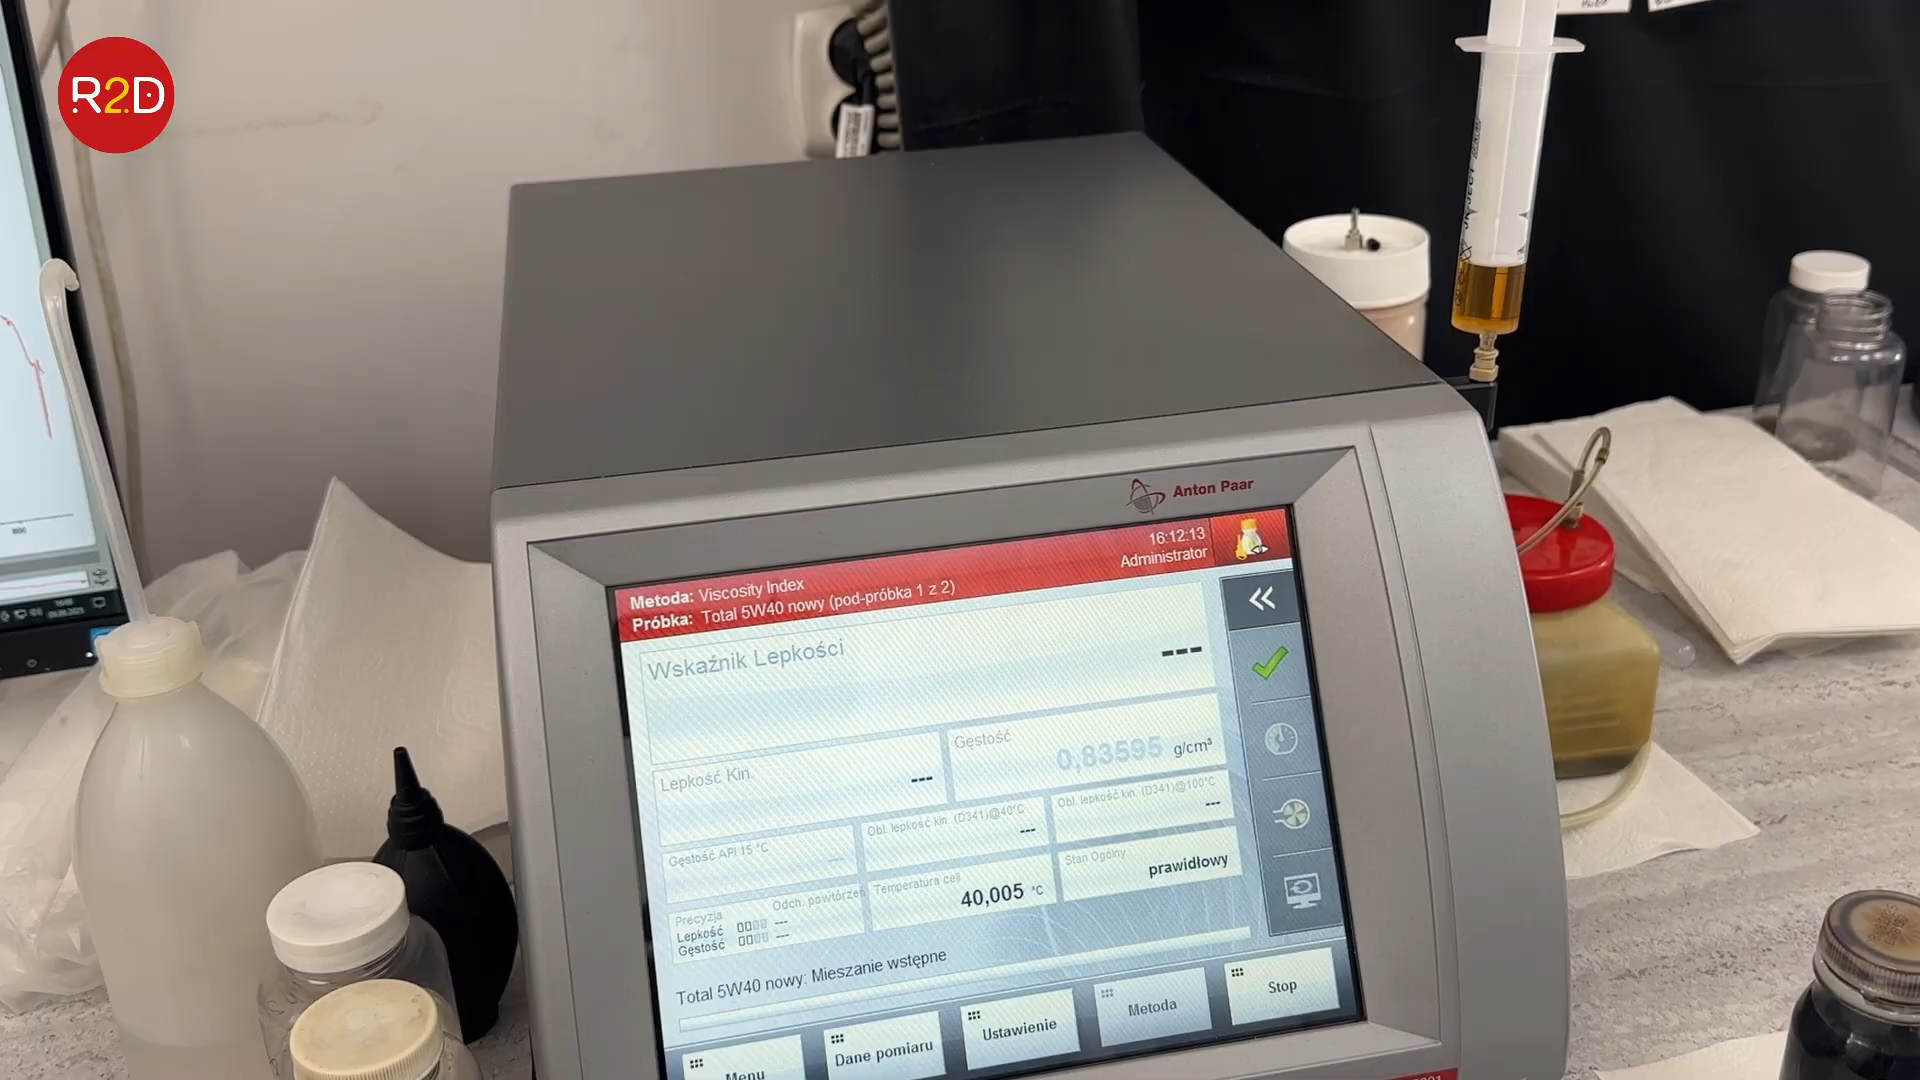 R2D
Anton Paar
16:12:13
Administrator
Metoda: Viscosity Index
Próbka: Total 5W40 nowy (pod-próbka 1 z 2)
Wskaźnik Lepkości
---
Lepkość Kin.
---
Gęstość
0,83595 g/cm³
Gęstość API 15 °C
---
Obl. lepkość kin. (D341)@40°C
---
Obl. lepkość kin. (D341)@100°C
---
Precyzja
Odch. powtórzeń
Lepkość ---
Gęstość ---
Temperatura celi
40,005 °C
Stan Ogólny
prawidłowy
Total 5W40 nowy: Mieszanie wstępne
Menu
Dane pomiaru
Ustawienie
Metoda
Stop